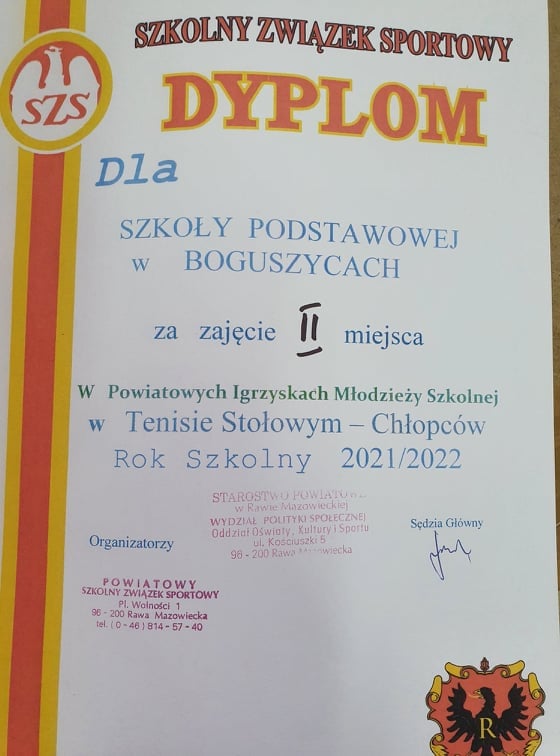 SZKOLNY ZWIĄZEK SPORTOWY
SZS
DYPLOM
Dla
SZKOŁY PODSTAWOWEJ
w BOGUSZYCACH
za zajęcie II miejsca
W Powiatowych Igrzyskach Młodzieży Szkolnej
w Tenisie Stołowym – Chłopców
Rok Szkolny 2021/2022
STAROSTWO
w Rawie Mazowieckiej
WYDZIAŁ POLITYKI SPOŁECZNEJ
Oddział Oświaty, Kultury i Sportu
ul. Kościuszki 5
96-200 Rawa Mazowiecka
Sędzia Główny
Organizatorzy
POWIATOWY
SZKOLNY ZWIĄZEK SPORTOWY
Pl. Wolności 1
96-200 Rawa Mazowiecka
tel. (0-46) 814-57-40
R